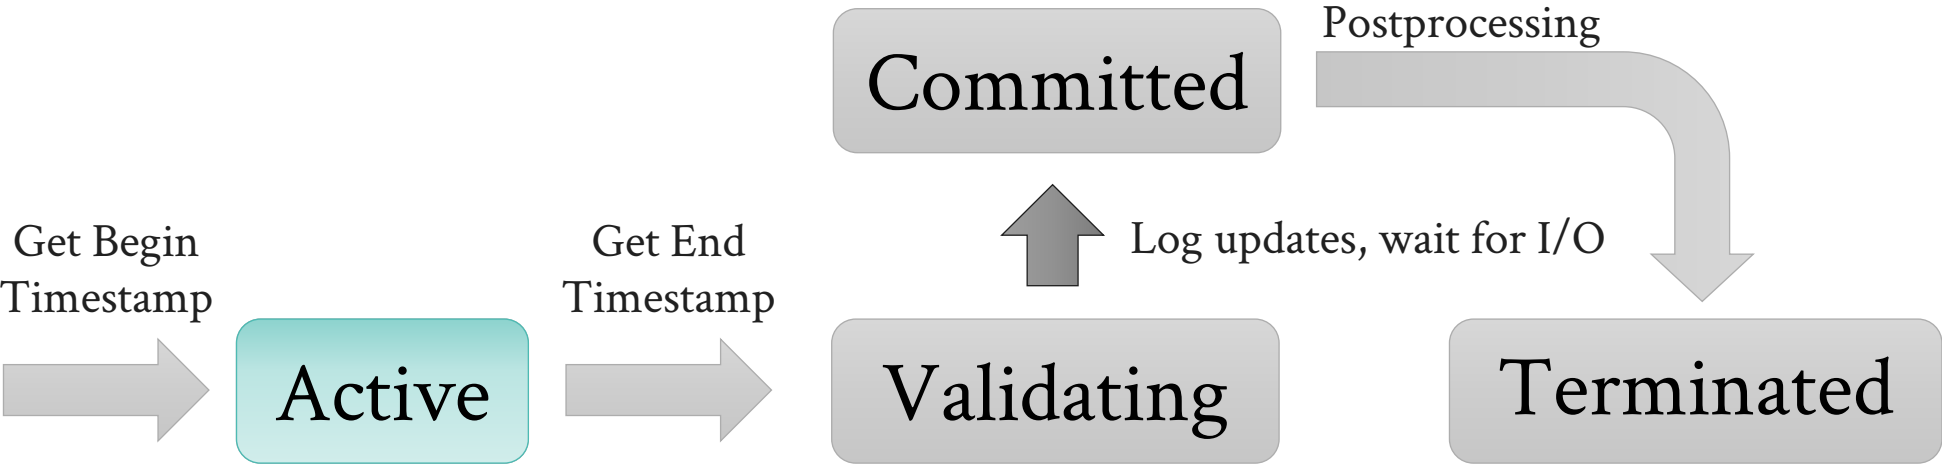 Get Begin
Timestamp
Active
Get End
Timestamp
Validating
Log updates, wait for I/O
Committed
Postprocessing
Terminated